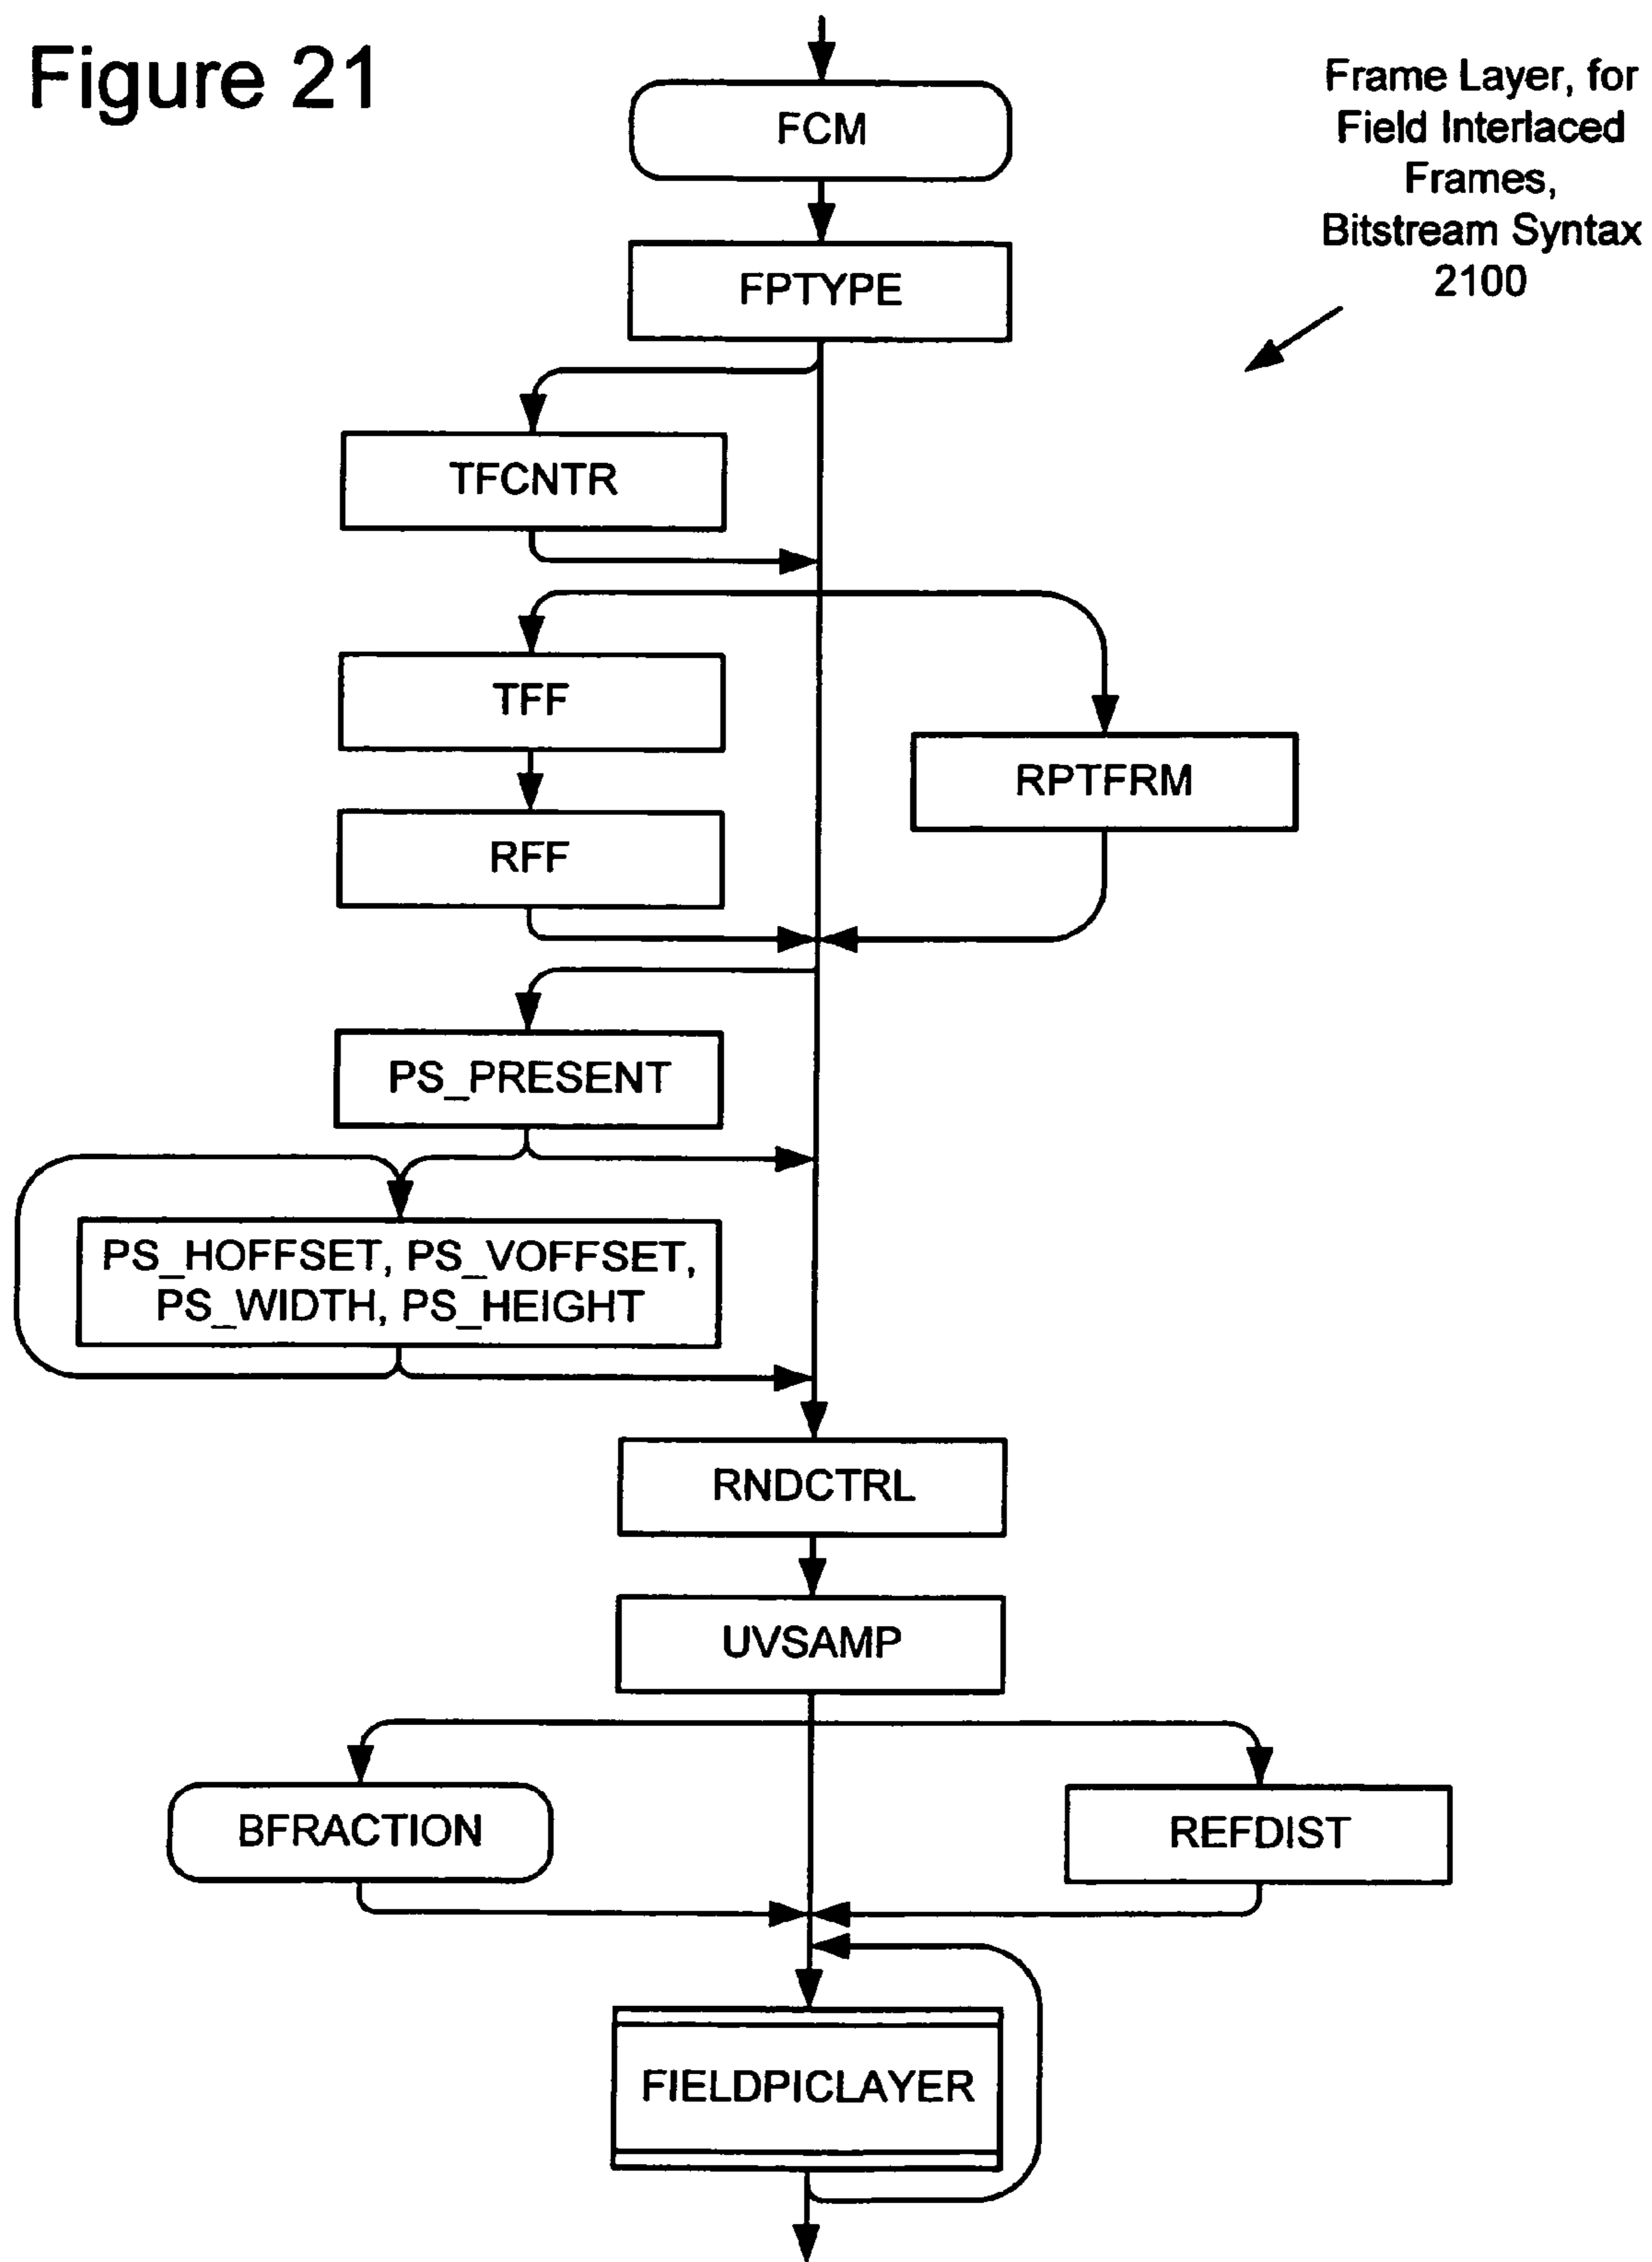 Figure 21
Frame Layer, for
Field Interlaced
Frames,
Bitstream Syntax
2100
FCM
FPTYPE
TFCNTR
TFF
RPTFRM
RFF
PS_PRESENT
PS_HOFFSET, PS_VOFFSET,
PS_WIDTH, PS_HEIGHT
RNDCTRL
UVSAMP
BFRACTION
REFDIST
FIELDPICLAYER